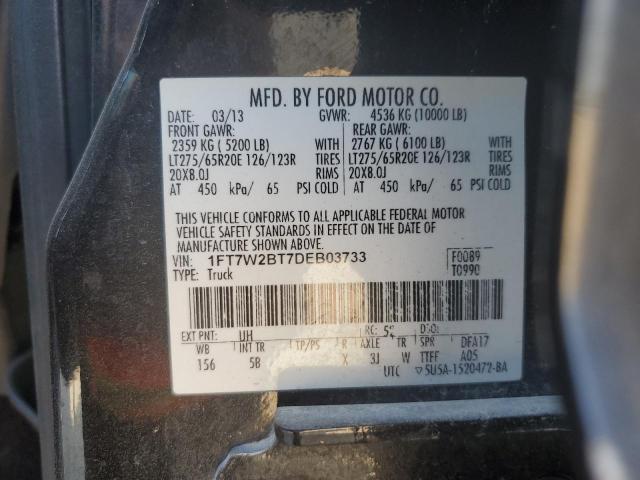 MFD. BY FORD MOTOR CO.
DATE: 03/13 GVWR: 4536 KG (10000 LB)
FRONT GAWR: REAR GAWR:
2359 KG ( 5200 LB) WITH 2767 KG ( 6100 LB) WITH
LT275/65R20E 126/123R TIRES LT275/65R20E 126/123R TIRES
20X8.0J RIMS 20X8.0J RIMS
AT 450 kPa/ 65 PSI COLD AT 450 kPa/ 65 PSI COLD
THIS VEHICLE CONFORMS TO ALL APPLICABLE FEDERAL MOTOR
VEHICLE SAFETY STANDARDS IN EFFECT ON THE DATE OF
MANUFACTURE SHOWN ABOVE.
VIN: 1FT7W2BT7DEB03733 F0089
TYPE: Truck T0990
EXT PNT: UH RC: 52 DSO:
WB INT TR TP/PS R AXLE TR SPR DFA17
156 5B X 3J W TTFF A05
UTC ▽5U5A-1520472-BA